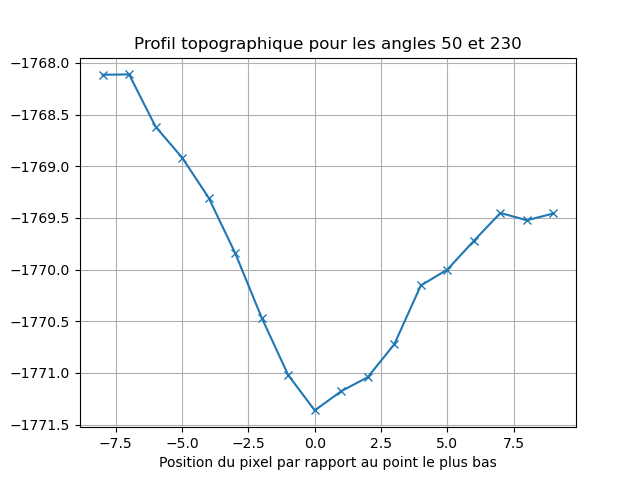 Profil topographique pour les angles 50 et 230
−1768.0
−1768.5
−1769.0
−1769.5
−1770.0
−1770.5
−1771.0
−1771.5
−7.5 −5.0 −2.5 0.0 2.5 5.0 7.5
Position du pixel par rapport au point le plus bas